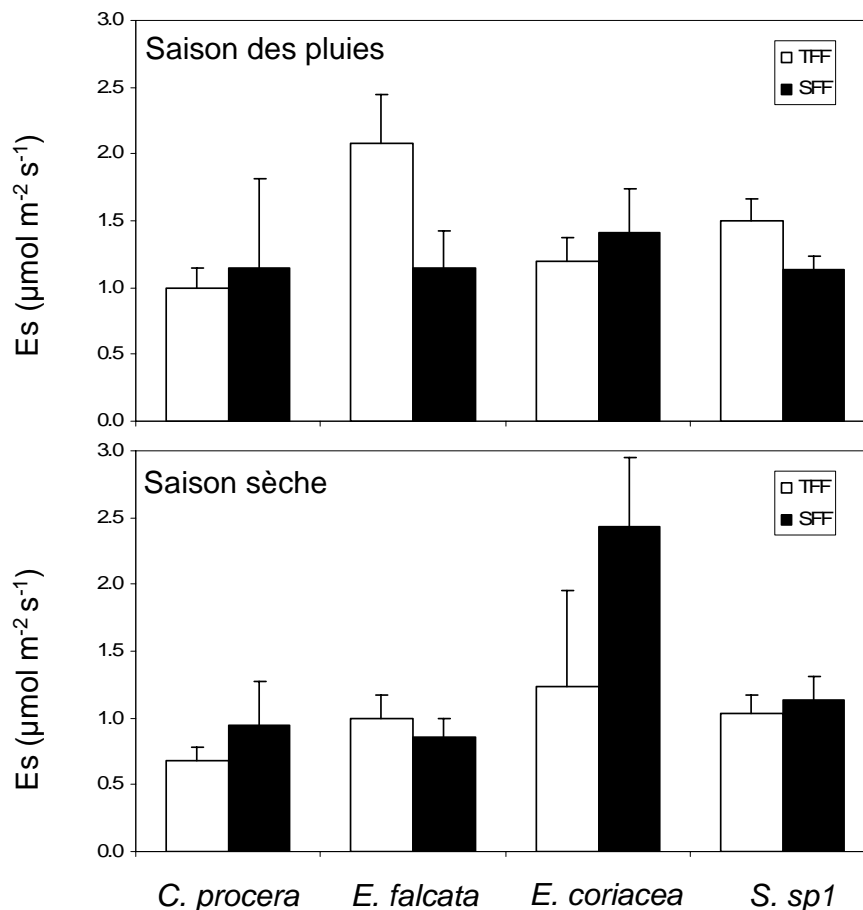 3.0
Saison des pluies
TFF
SFF
2.5
2.0
1.5
1.0
0.5
0.0
Es (µmol m-2 s-1)
3.0
Saison sèche
TFF
SFF
2.5
2.0
1.5
1.0
0.5
0.0
Es (µmol m-2 s-1)
C. procera E. falcata E. coriacea S. sp1